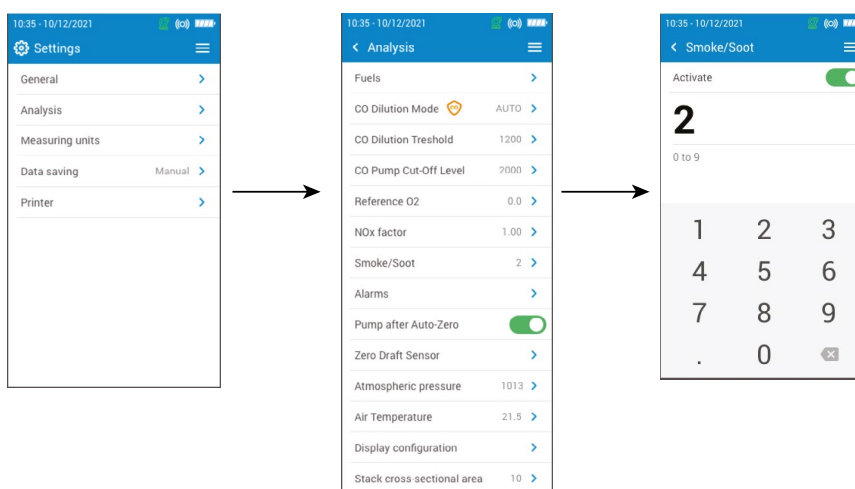 10:35 - 10/12/2021
Settings
General
Analysis
Measuring units
Data saving Manual
Printer
10:35 - 10/12/2021
Analysis
Fuels
CO Dilution Mode CO AUTO
CO Dilution Treshold 1200
CO Pump Cut-Off Level 2000
Reference O2 0.0
NOx factor 1.00
Smoke/Soot 2
Alarms
Pump after Auto-Zero
Zero Draft Sensor
Atmospheric pressure 1013
Air Temperature 21.5
Display configuration
Stack cross-sectional area 10
10:35 - 10/12/2021
Smoke/Soot
Activate
2
0 to 9
1 2 3
4 5 6
7 8 9
. 0